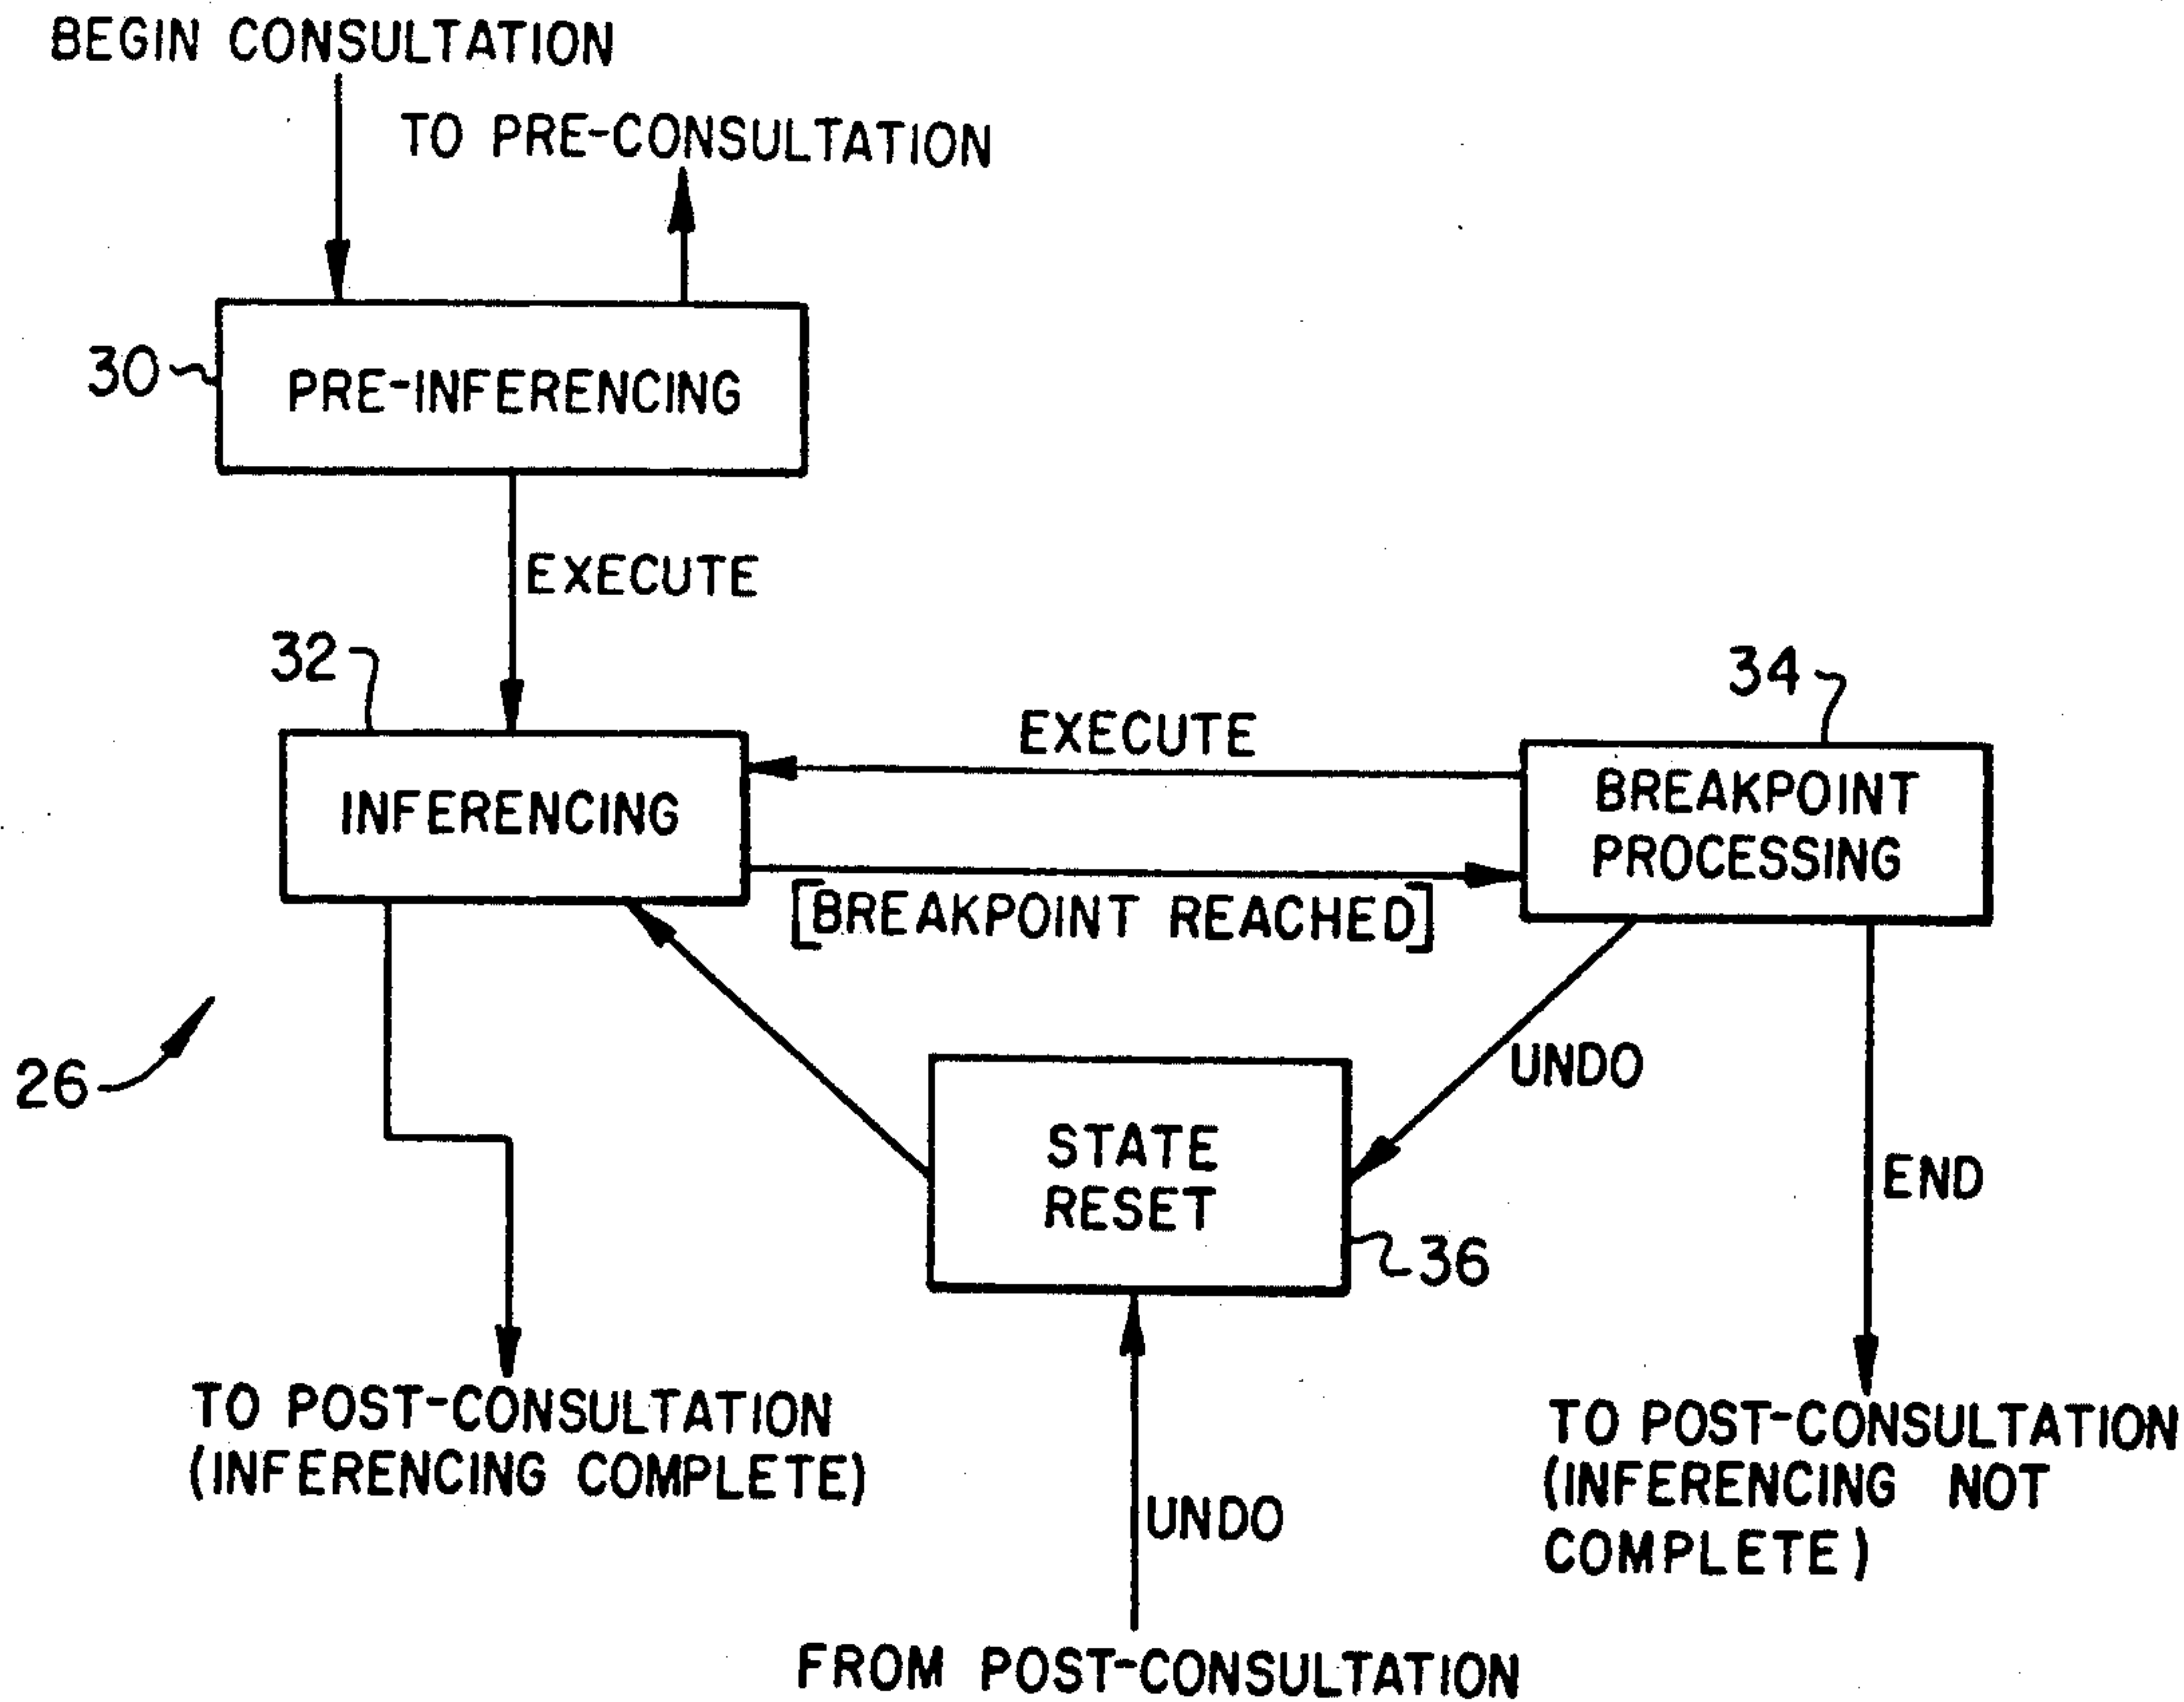 BEGIN CONSULTATION
TO PRE-CONSULTATION
30
PRE-INFERENCING
EXECUTE
32
34
EXECUTE
INFERENCING
BREAKPOINT
PROCESSING
[BREAKPOINT REACHED]
26
UNDO
STATE
RESET
END
36
TO POST-CONSULTATION
(INFERENCING COMPLETE)
TO POST-CONSULTATION
(INFERENCING NOT
COMPLETE)
UNDO
FROM POST-CONSULTATION